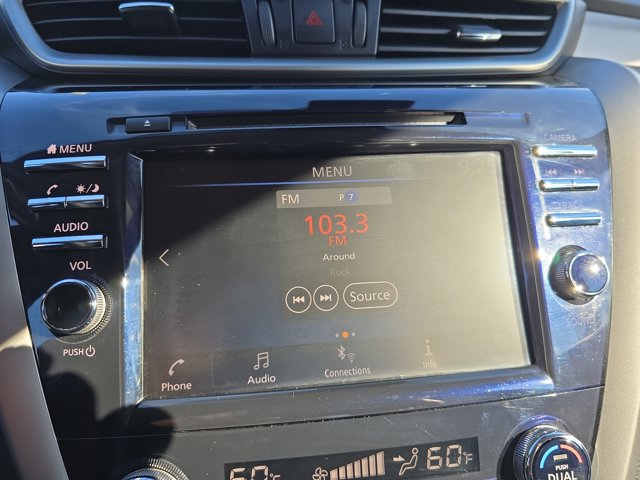 MENU
CAMERA
MENU
FM P 7
103.3
FM
AUDIO
Around
Rock
VOL
Source
PUSH
Phone
Audio
Connections
Info
60°F
60°F
PUSH
DUAL